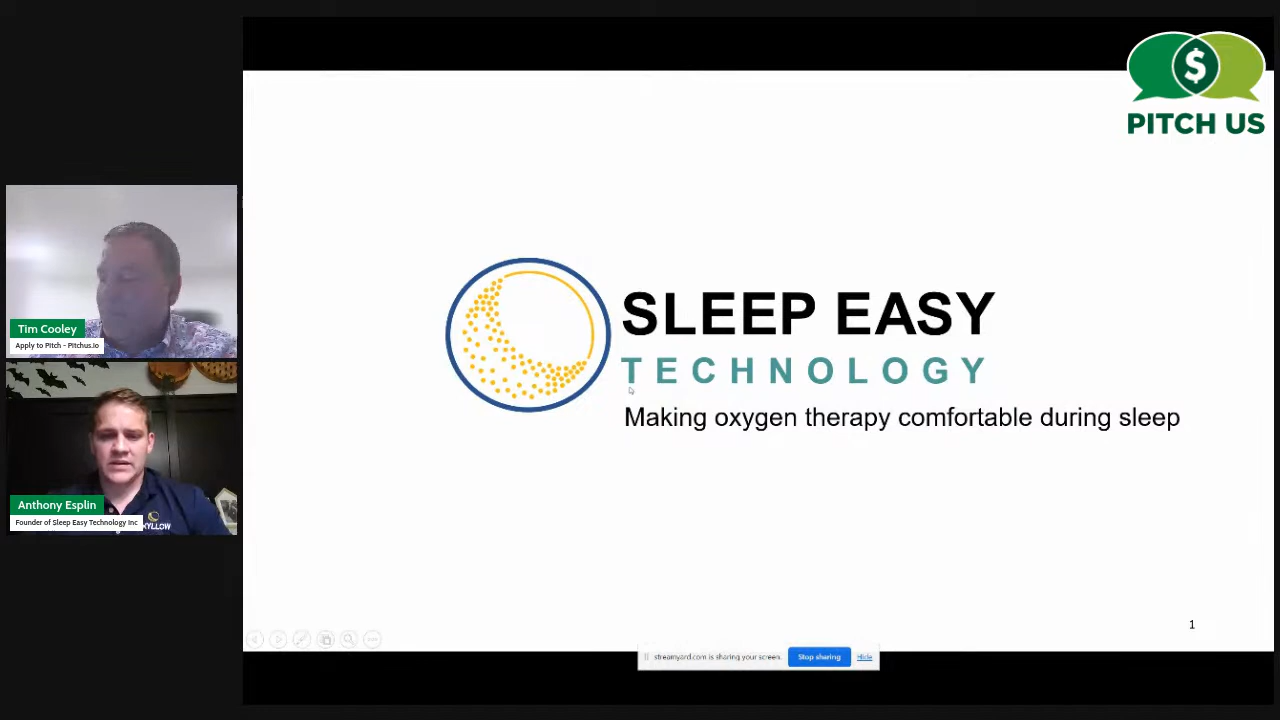 PITCH US
$
SLEEP EASY
TECHNOLOGY
Making oxygen therapy comfortable during sleep
Tim Cooley
Apply to Pitch - Pitchus.io
Anthony Esplin
Founder of Sleep Easy Technology Inc
1
streamyard.com is sharing your screen.
Stop sharing
Hide